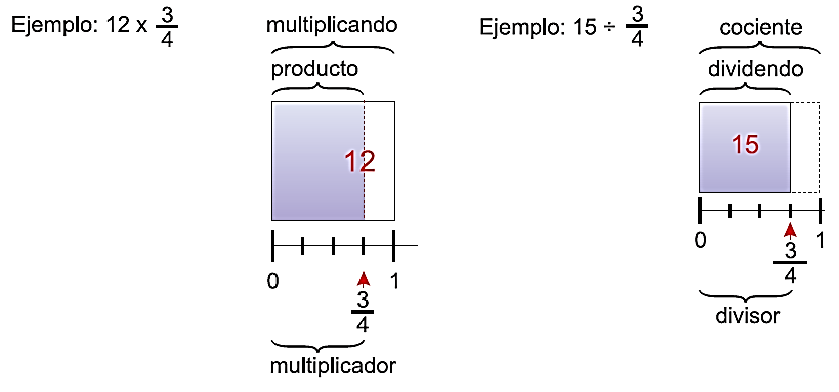 Ejemplo: 12 x 3/4
multiplicando
producto
12
0
1
3/4
multiplicador
Ejemplo: 15 ÷ 3/4
cociente
dividendo
15
0
1
3/4
divisor